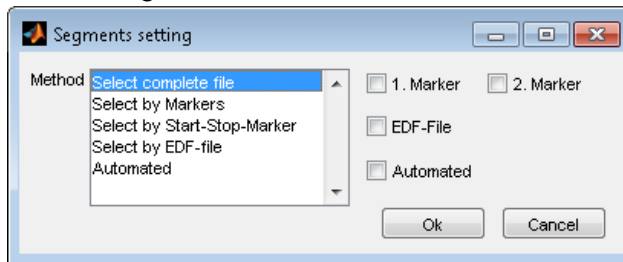 Segments setting
Method
Select complete file
Select by Markers
Select by Start-Stop-Marker
Select by EDF-file
Automated
1. Marker 2. Marker
EDF-File
Automated
Ok Cancel